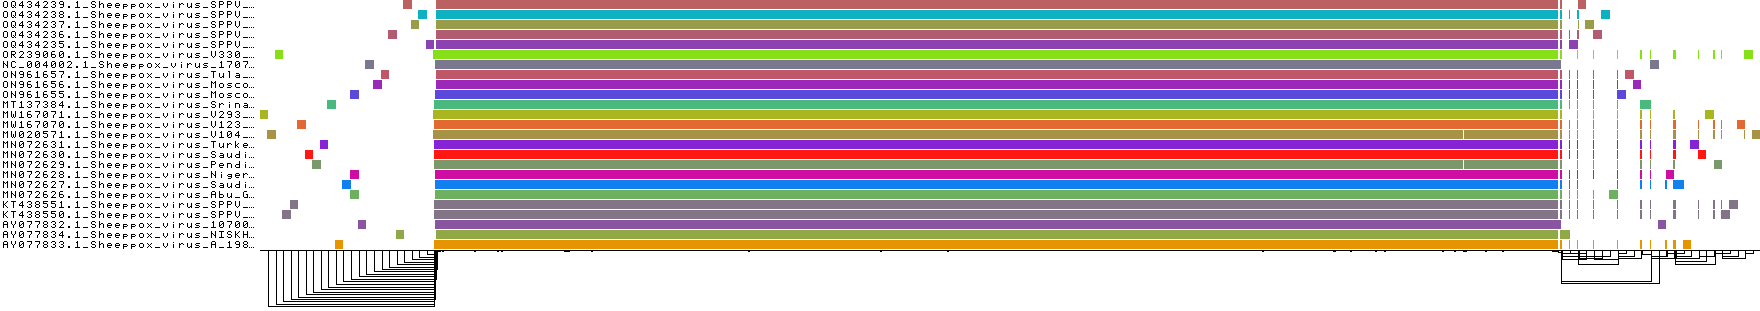 OQ434239.1_Sheeppox_virus_SPPV_…
OQ434238.1_Sheeppox_virus_SPPV_…
OQ434237.1_Sheeppox_virus_SPPV_…
OQ434236.1_Sheeppox_virus_SPPV_…
OQ434235.1_Sheeppox_virus_SPPV_…
OR239060.1_Sheeppox_virus_V330_…
NC_004002.1_Sheeppox_virus_1707…
ON961657.1_Sheeppox_virus_Tula_…
ON961656.1_Sheeppox_virus_Mosco…
ON961655.1_Sheeppox_virus_Mosco…
MT137384.1_Sheeppox_virus_Srina…
MW167071.1_Sheeppox_virus_V293_…
MW167070.1_Sheeppox_virus_V123_…
MW020571.1_Sheeppox_virus_V104_…
MN072631.1_Sheeppox_virus_Turke…
MN072630.1_Sheeppox_virus_Saudi…
MN072629.1_Sheeppox_virus_Pendi…
MN072628.1_Sheeppox_virus_Niger…
MN072627.1_Sheeppox_virus_Saudi…
MN072626.1_Sheeppox_virus_Abu_G…
KT438551.1_Sheeppox_virus_SPPV_…
KT438550.1_Sheeppox_virus_SPPV_…
AY077832.1_Sheeppox_virus_10700…
AY077834.1_Sheeppox_virus_NISKH…
AY077833.1_Sheeppox_virus_A_198…